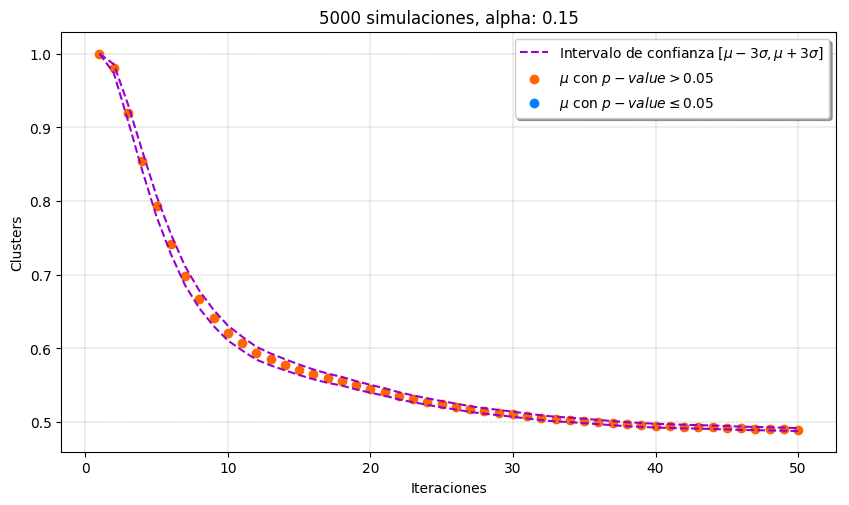 5000 simulaciones, alpha: 0.15
Intervalo de confianza [μ − 3σ, μ + 3σ]
μ con p − value > 0.05
μ con p − value ≤ 0.05
Clusters
1.0
0.9
0.8
0.7
0.6
0.5
0 10 20 30 40 50
Iteraciones